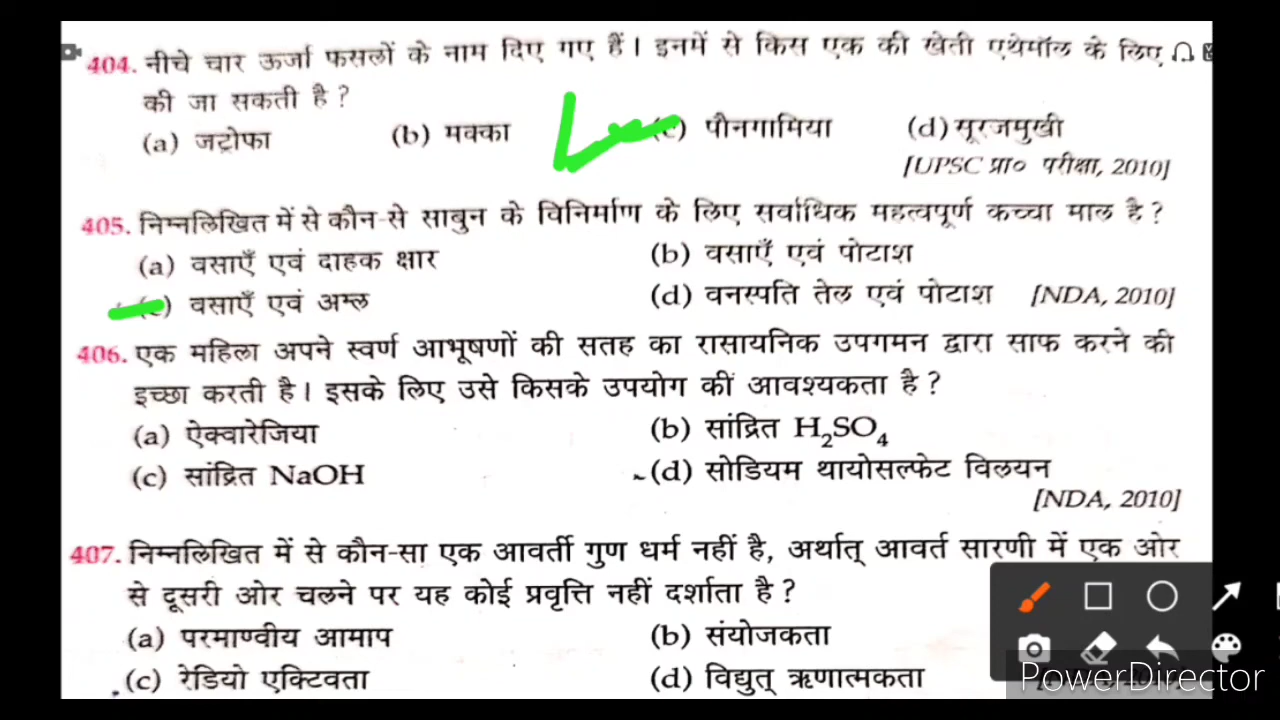 404. नीचे चार ऊर्जा फसलों के नाम दिए गए हैं। इनमें से किस एक की खेती एथेमॉल के लिए
की जा सकती है ?
(a) जट्रोफा (b) मक्का (c) पौनगामिया (d) सूरजमुखी
[UPSC प्रा० परीक्षा, 2010]
405. निम्नलिखित में से कौन-से साबुन के विनिर्माण के लिए सर्वाधिक महत्वपूर्ण कच्चा माल है ?
(a) वसाएँ एवं दाहक क्षार (b) वसाएँ एवं पोटाश
(c) वसाएँ एवं अम्ल (d) वनस्पति तेल एवं पोटाश [NDA, 2010]
406. एक महिला अपने स्वर्ण आभूषणों की सतह का रासायनिक उपगमन द्वारा साफ करने की
इच्छा करती है। इसके लिए उसे किसके उपयोग की आवश्यकता है ?
(a) ऐक्वारेजिया (b) सांद्रित H₂SO₄
(c) सांद्रित NaOH (d) सोडियम थायोसल्फेट विलयन
[NDA, 2010]
407. निम्नलिखित में से कौन-सा एक आवर्ती गुण धर्म नहीं है, अर्थात् आवर्त सारणी में एक ओर
से दूसरी ओर चलने पर यह कोई प्रवृत्ति नहीं दर्शाता है ?
(a) परमाण्वीय आमाप (b) संयोजकता
(c) रेडियो एक्टिवता (d) विद्युत् ऋणात्मकता
PowerDirector